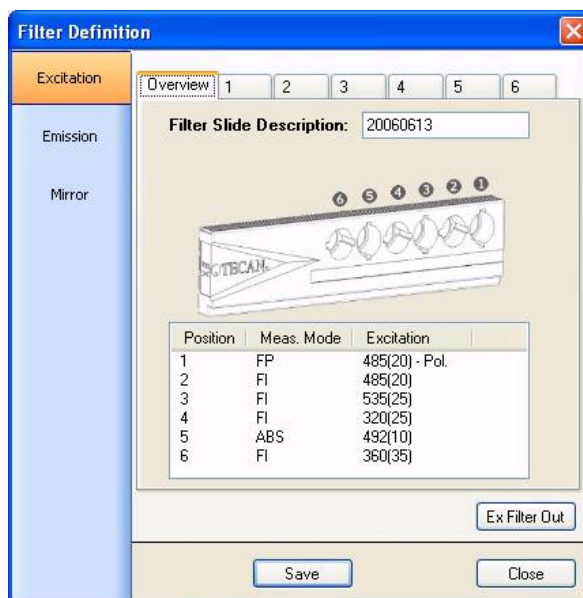 Filter Definition
Excitation
Emission
Mirror
Overview 1 2 3 4 5 6
Filter Slide Description: 20060613
6 5 4 3 2 1
TECAN.
Position Meas. Mode Excitation
1 FP 485(20) - Pol.
2 FI 485(20)
3 FI 535(25)
4 FI 320(25)
5 ABS 492(10)
6 FI 360(35)
Ex Filter Out
Save Close